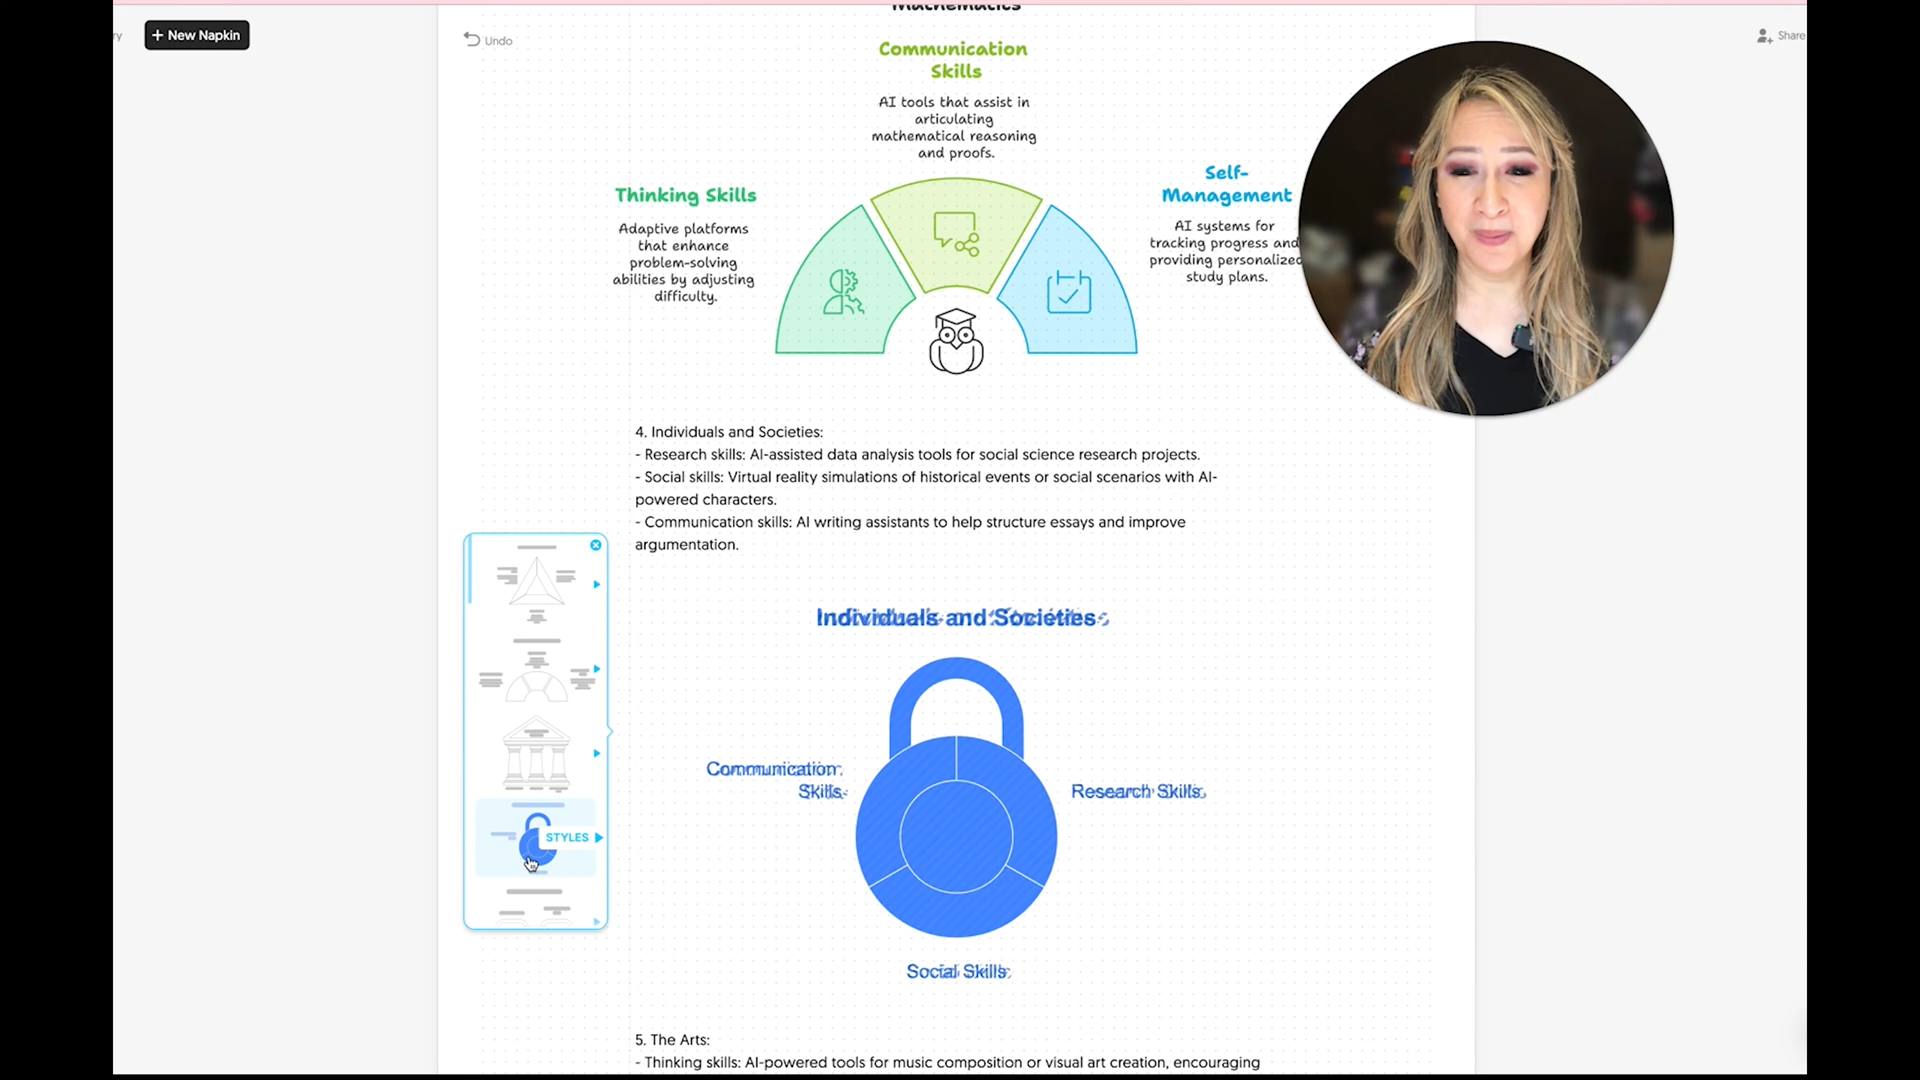 Mathematics
ry
+ New Napkin
Undo
Share
Communication
Skills
AI tools that assist in
articulating
mathematical reasoning
and proofs.
Thinking Skills
Adaptive platforms
that enhance
problem-solving
abilities by adjusting
difficulty.
Self-
Management
AI systems for
tracking progress and
providing personalized
study plans.
4. Individuals and Societies:
- Research skills: AI-assisted data analysis tools for social science research projects.
- Social skills: Virtual reality simulations of historical events or social scenarios with AI-
powered characters.
- Communication skills: AI writing assistants to help structure essays and improve
argumentation.
STYLES
Individuals and Societies
Communication
Skills
Research Skills
Social Skills
5. The Arts:
- Thinking skills: AI-powered tools for music composition or visual art creation, encouraging